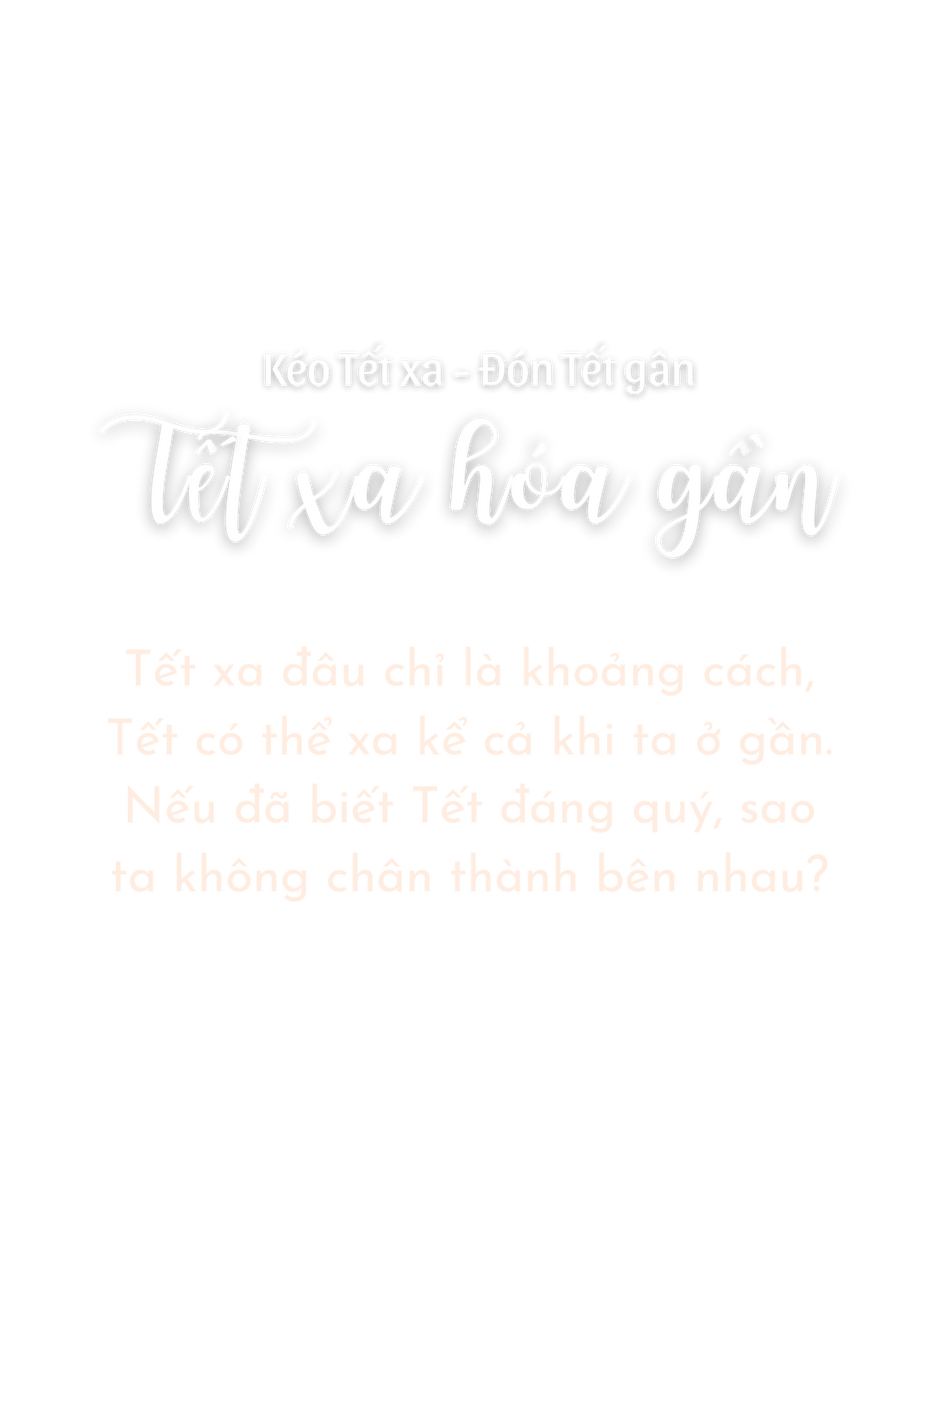 Kéo Tết xa - Đón Tết gần
Tết xa hóa gần
Tết xa đâu chỉ là khoảng cách,
Tết có thể xa kể cả khi ta ở gần.
Nếu đã biết Tết đáng quý, sao
ta không chân thành bên nhau?